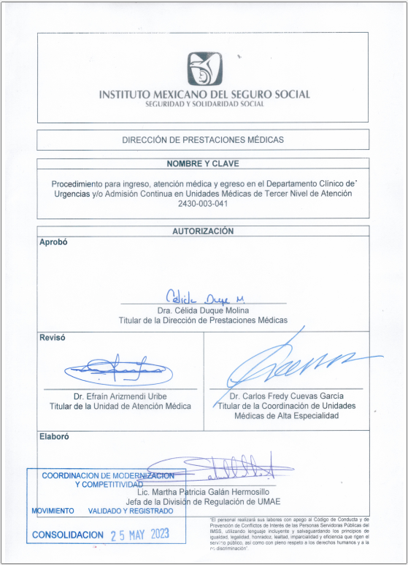 INSTITUTO MEXICANO DEL SEGURO SOCIAL
SEGURIDAD Y SOLIDARIDAD SOCIAL
DIRECCIÓN DE PRESTACIONES MÉDICAS
NOMBRE Y CLAVE
Procedimiento para ingreso, atención médica y egreso en el Departamento Clínico de
Urgencias y/o Admisión Continua en Unidades Médicas de Tercer Nivel de Atención
2430-003-041
AUTORIZACIÓN
Aprobó
Célida Duque M
Dra. Célida Duque Molina
Titular de la Dirección de Prestaciones Médicas
Revisó
Dr. Efraín Arizmendi Uribe
Titular de la Unidad de Atención Médica
Dr. Carlos Fredy Cuevas García
Titular de la Coordinación de Unidades
Médicas de Alta Especialidad
Elaboró
Lic. Martha Patricia Galán Hermosillo
Jefa de la División de Regulación de UMAE
COORDINACION DE MODERNIZACION
Y COMPETITIVIDAD
MOVIMIENTO VALIDADO Y REGISTRADO
CONSOLIDACION 25 MAY 2023
"El personal realizará sus labores con apego al Código de Conducta y de
Prevención de Conflictos de Interés de las Personas Servidoras Públicas del
IMSS, utilizando lenguaje incluyente y salvaguardando los principios de
igualdad, legalidad, honradez, lealtad, imparcialidad y eficiencia que rigen el
servicio público, así como con pleno respeto a los derechos humanos y a la
no discriminación".